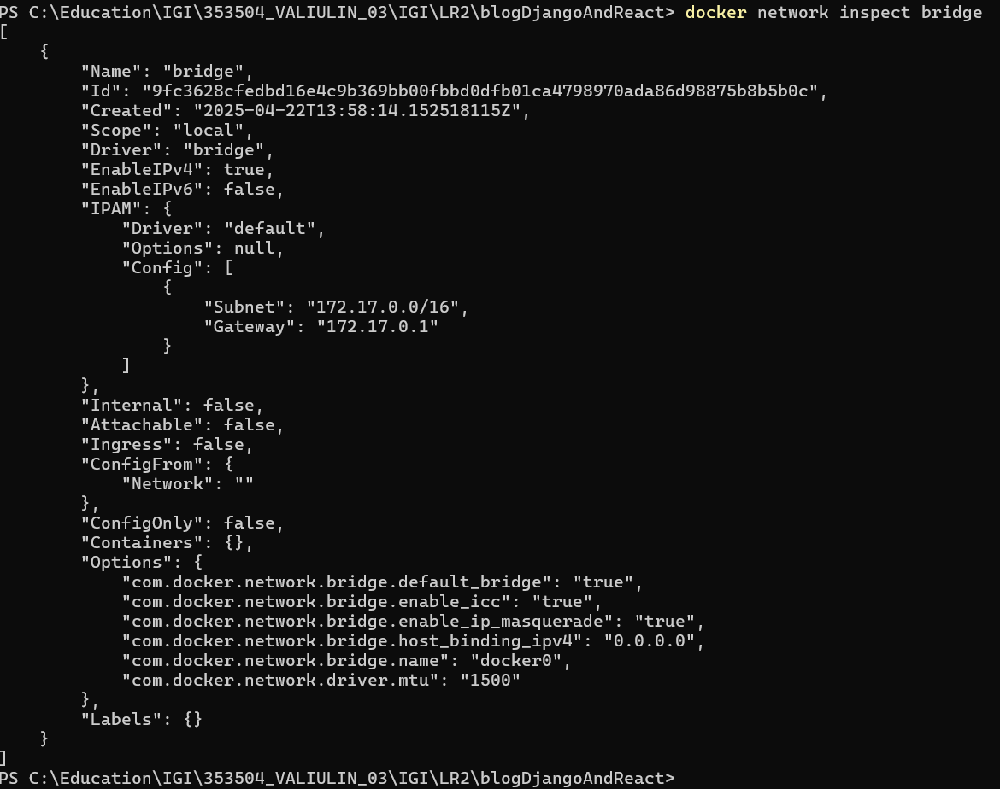 PS C:\Education\IGI\353504_VALIULIN_03\IGI\LR2\blogDjangoAndReact> docker network inspect bridge
[
    {
        "Name": "bridge",
        "Id": "9fc3628cfedbd16e4c9b369bb00fbbd0dfb01ca4798970ada86d98875b8b5b0c",
        "Created": "2025-04-22T13:58:14.152518115Z",
        "Scope": "local",
        "Driver": "bridge",
        "EnableIPv4": true,
        "EnableIPv6": false,
        "IPAM": {
            "Driver": "default",
            "Options": null,
            "Config": [
                {
                    "Subnet": "172.17.0.0/16",
                    "Gateway": "172.17.0.1"
                }
            ]
        },
        "Internal": false,
        "Attachable": false,
        "Ingress": false,
        "ConfigFrom": {
            "Network": ""
        },
        "ConfigOnly": false,
        "Containers": {},
        "Options": {
            "com.docker.network.bridge.default_bridge": "true",
            "com.docker.network.bridge.enable_icc": "true",
            "com.docker.network.bridge.enable_ip_masquerade": "true",
            "com.docker.network.bridge.host_binding_ipv4": "0.0.0.0",
            "com.docker.network.bridge.name": "docker0",
            "com.docker.network.driver.mtu": "1500"
        },
        "Labels": {}
    }
]
PS C:\Education\IGI\353504_VALIULIN_03\IGI\LR2\blogDjangoAndReact>